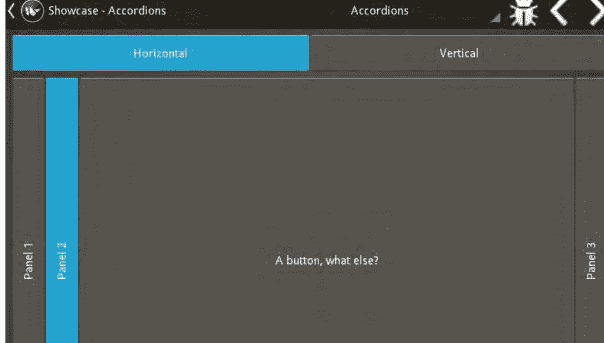 Showcase - Accordions
Accordions
Horizontal
Vertical
Panel 1
Panel 2
A button, what else?
Panel 3